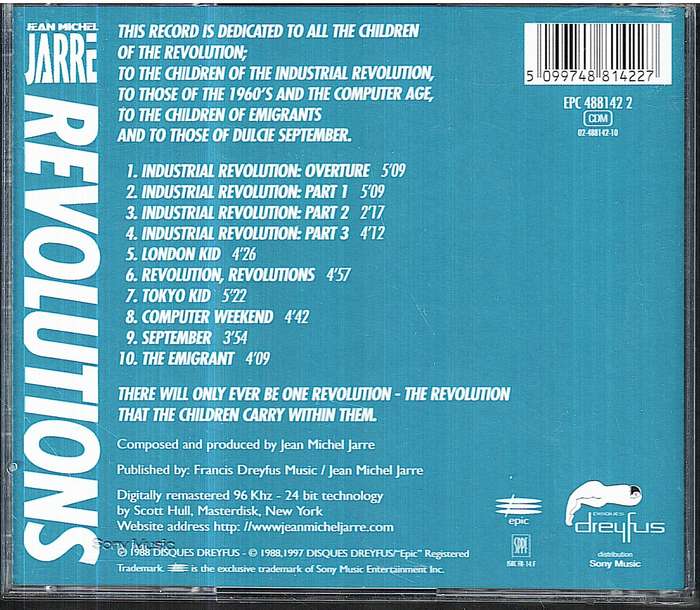 JEAN MICHEL
JARRE
REVOLUTIONS
THIS RECORD IS DEDICATED TO ALL THE CHILDREN
OF THE REVOLUTION;
TO THE CHILDREN OF THE INDUSTRIAL REVOLUTION,
TO THOSE OF THE 1960'S AND THE COMPUTER AGE,
TO THE CHILDREN OF EMIGRANTS
AND TO THOSE OF DULCIE SEPTEMBER.
5 099748 814227
EPC 488142 2
CDM
02-488142-10
1. INDUSTRIAL REVOLUTION: OVERTURE 5'09
2. INDUSTRIAL REVOLUTION: PART 1 5'09
3. INDUSTRIAL REVOLUTION: PART 2 2'17
4. INDUSTRIAL REVOLUTION: PART 3 4'12
5. LONDON KID 4'26
6. REVOLUTION, REVOLUTIONS 4'57
7. TOKYO KID 5'22
8. COMPUTER WEEKEND 4'42
9. SEPTEMBER 3'54
10. THE EMIGRANT 4'09
THERE WILL ONLY EVER BE ONE REVOLUTION - THE REVOLUTION
THAT THE CHILDREN CARRY WITHIN THEM.
Composed and produced by Jean Michel Jarre
Published by: Francis Dreyfus Music / Jean Michel Jarre
Digitally remastered 96 Khz - 24 bit technology
by Scott Hull, Masterdisk, New York
Website address http: //wwwjeanmicheljarre.com
Sony Music
© 1988 DISQUES DREYFUS - © 1988,1997 DISQUES DREYFUS/"Epic" Registered
Trademark. is the exclusive trademark of Sony Music Entertainment Inc.
epic
SPPF
ISRC FR-14 F
DISQUES
dreyfus
distribution
Sony Music